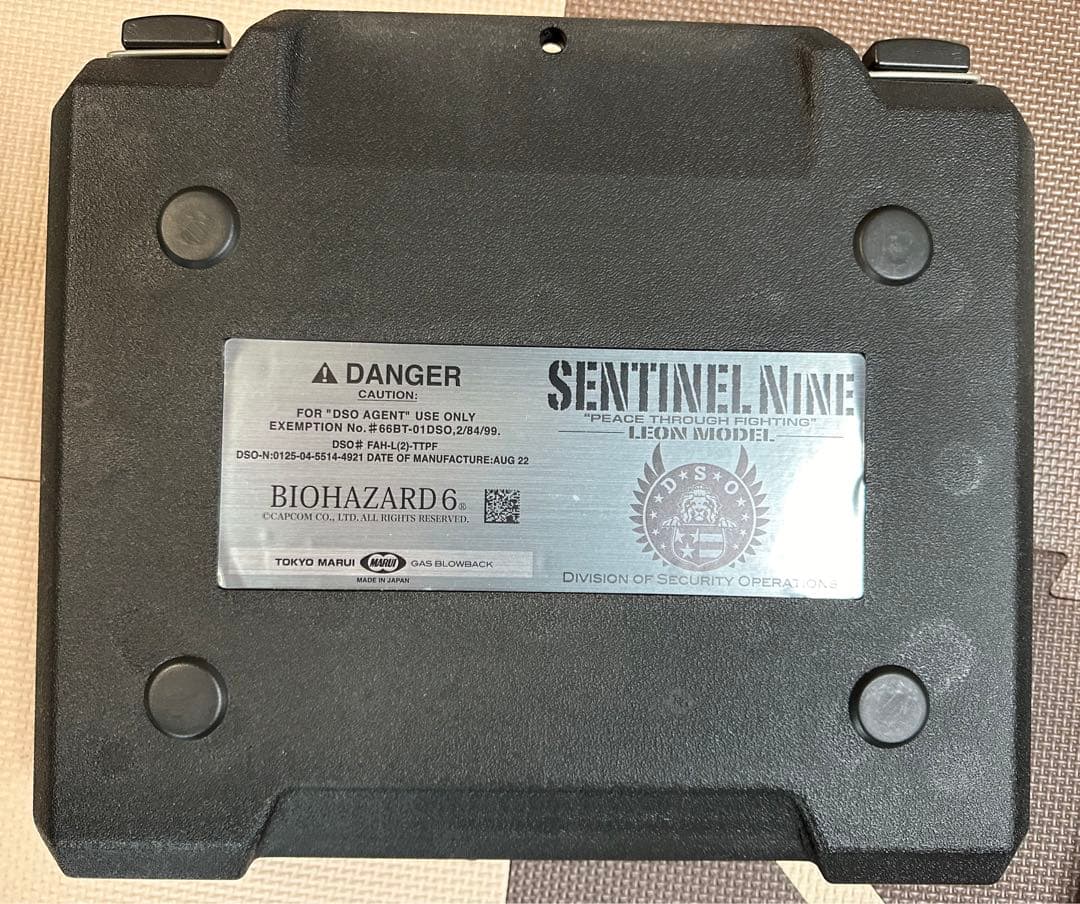 ⚠ DANGER
CAUTION:
FOR "DSO AGENT" USE ONLY
EXEMPTION No.#66BT-01DSO,2/84/99.
DSO# FAH-L(2)-TTPF
DSO-N:0125-04-5514-4921 DATE OF MANUFACTURE:AUG 22
BIOHAZARD 6®
©CAPCOM CO., LTD. ALL RIGHTS RESERVED.
TOKYO MARUI MARUI GAS BLOWBACK
MADE IN JAPAN
SENTINEL NINE
"PEACE THROUGH FIGHTING"
LEON MODEL
D S O
DIVISION OF SECURITY OPERATIONS